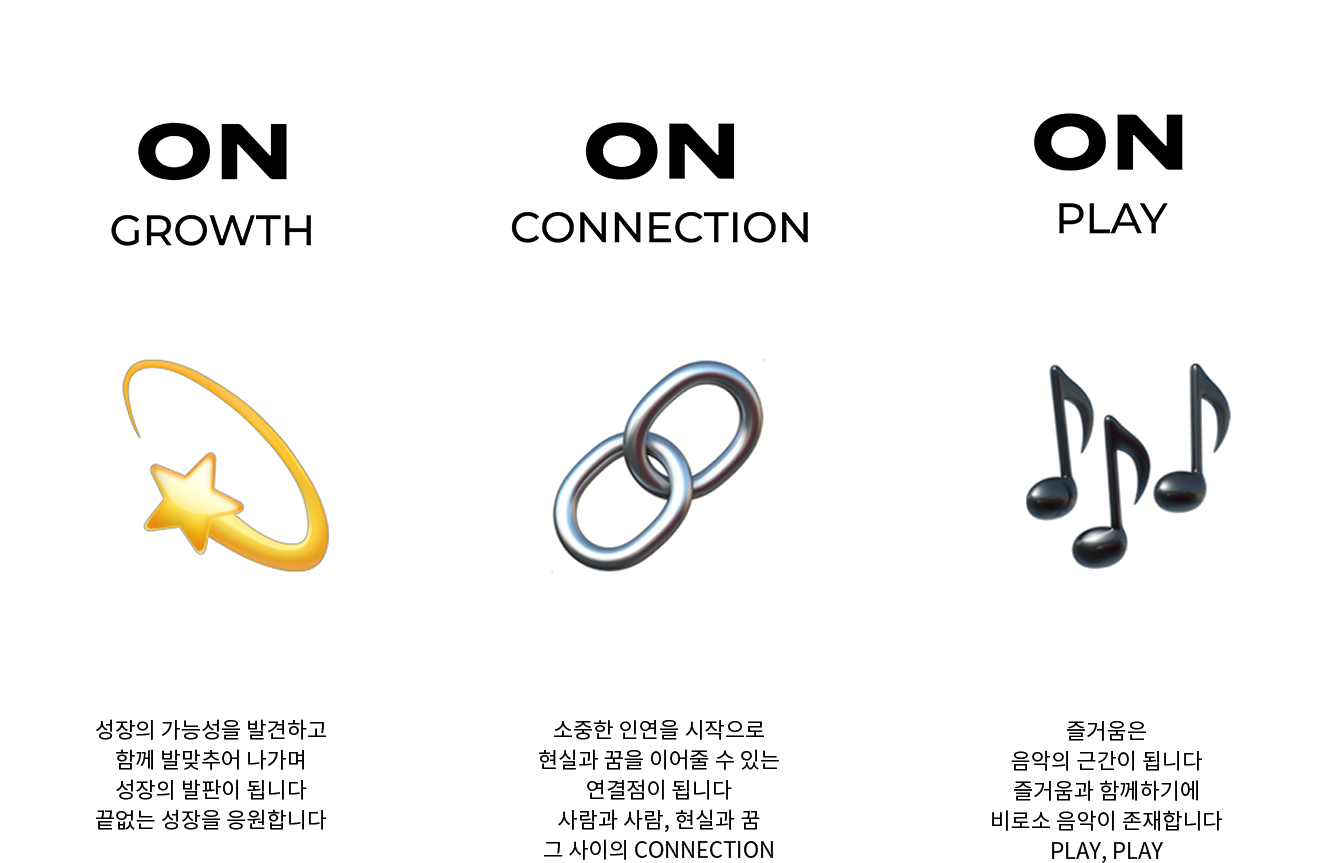 ON
GROWTH
성장의 가능성을 발견하고
함께 발맞추어 나가며
성장의 발판이 됩니다
끝없는 성장을 응원합니다
ON
CONNECTION
소중한 인연을 시작으로
현실과 꿈을 이어줄 수 있는
연결점이 됩니다
사람과 사람, 현실과 꿈
그 사이의 CONNECTION
ON
PLAY
즐거움은
음악의 근간이 됩니다
즐거움과 함께하기에
비로소 음악이 존재합니다
PLAY, PLAY